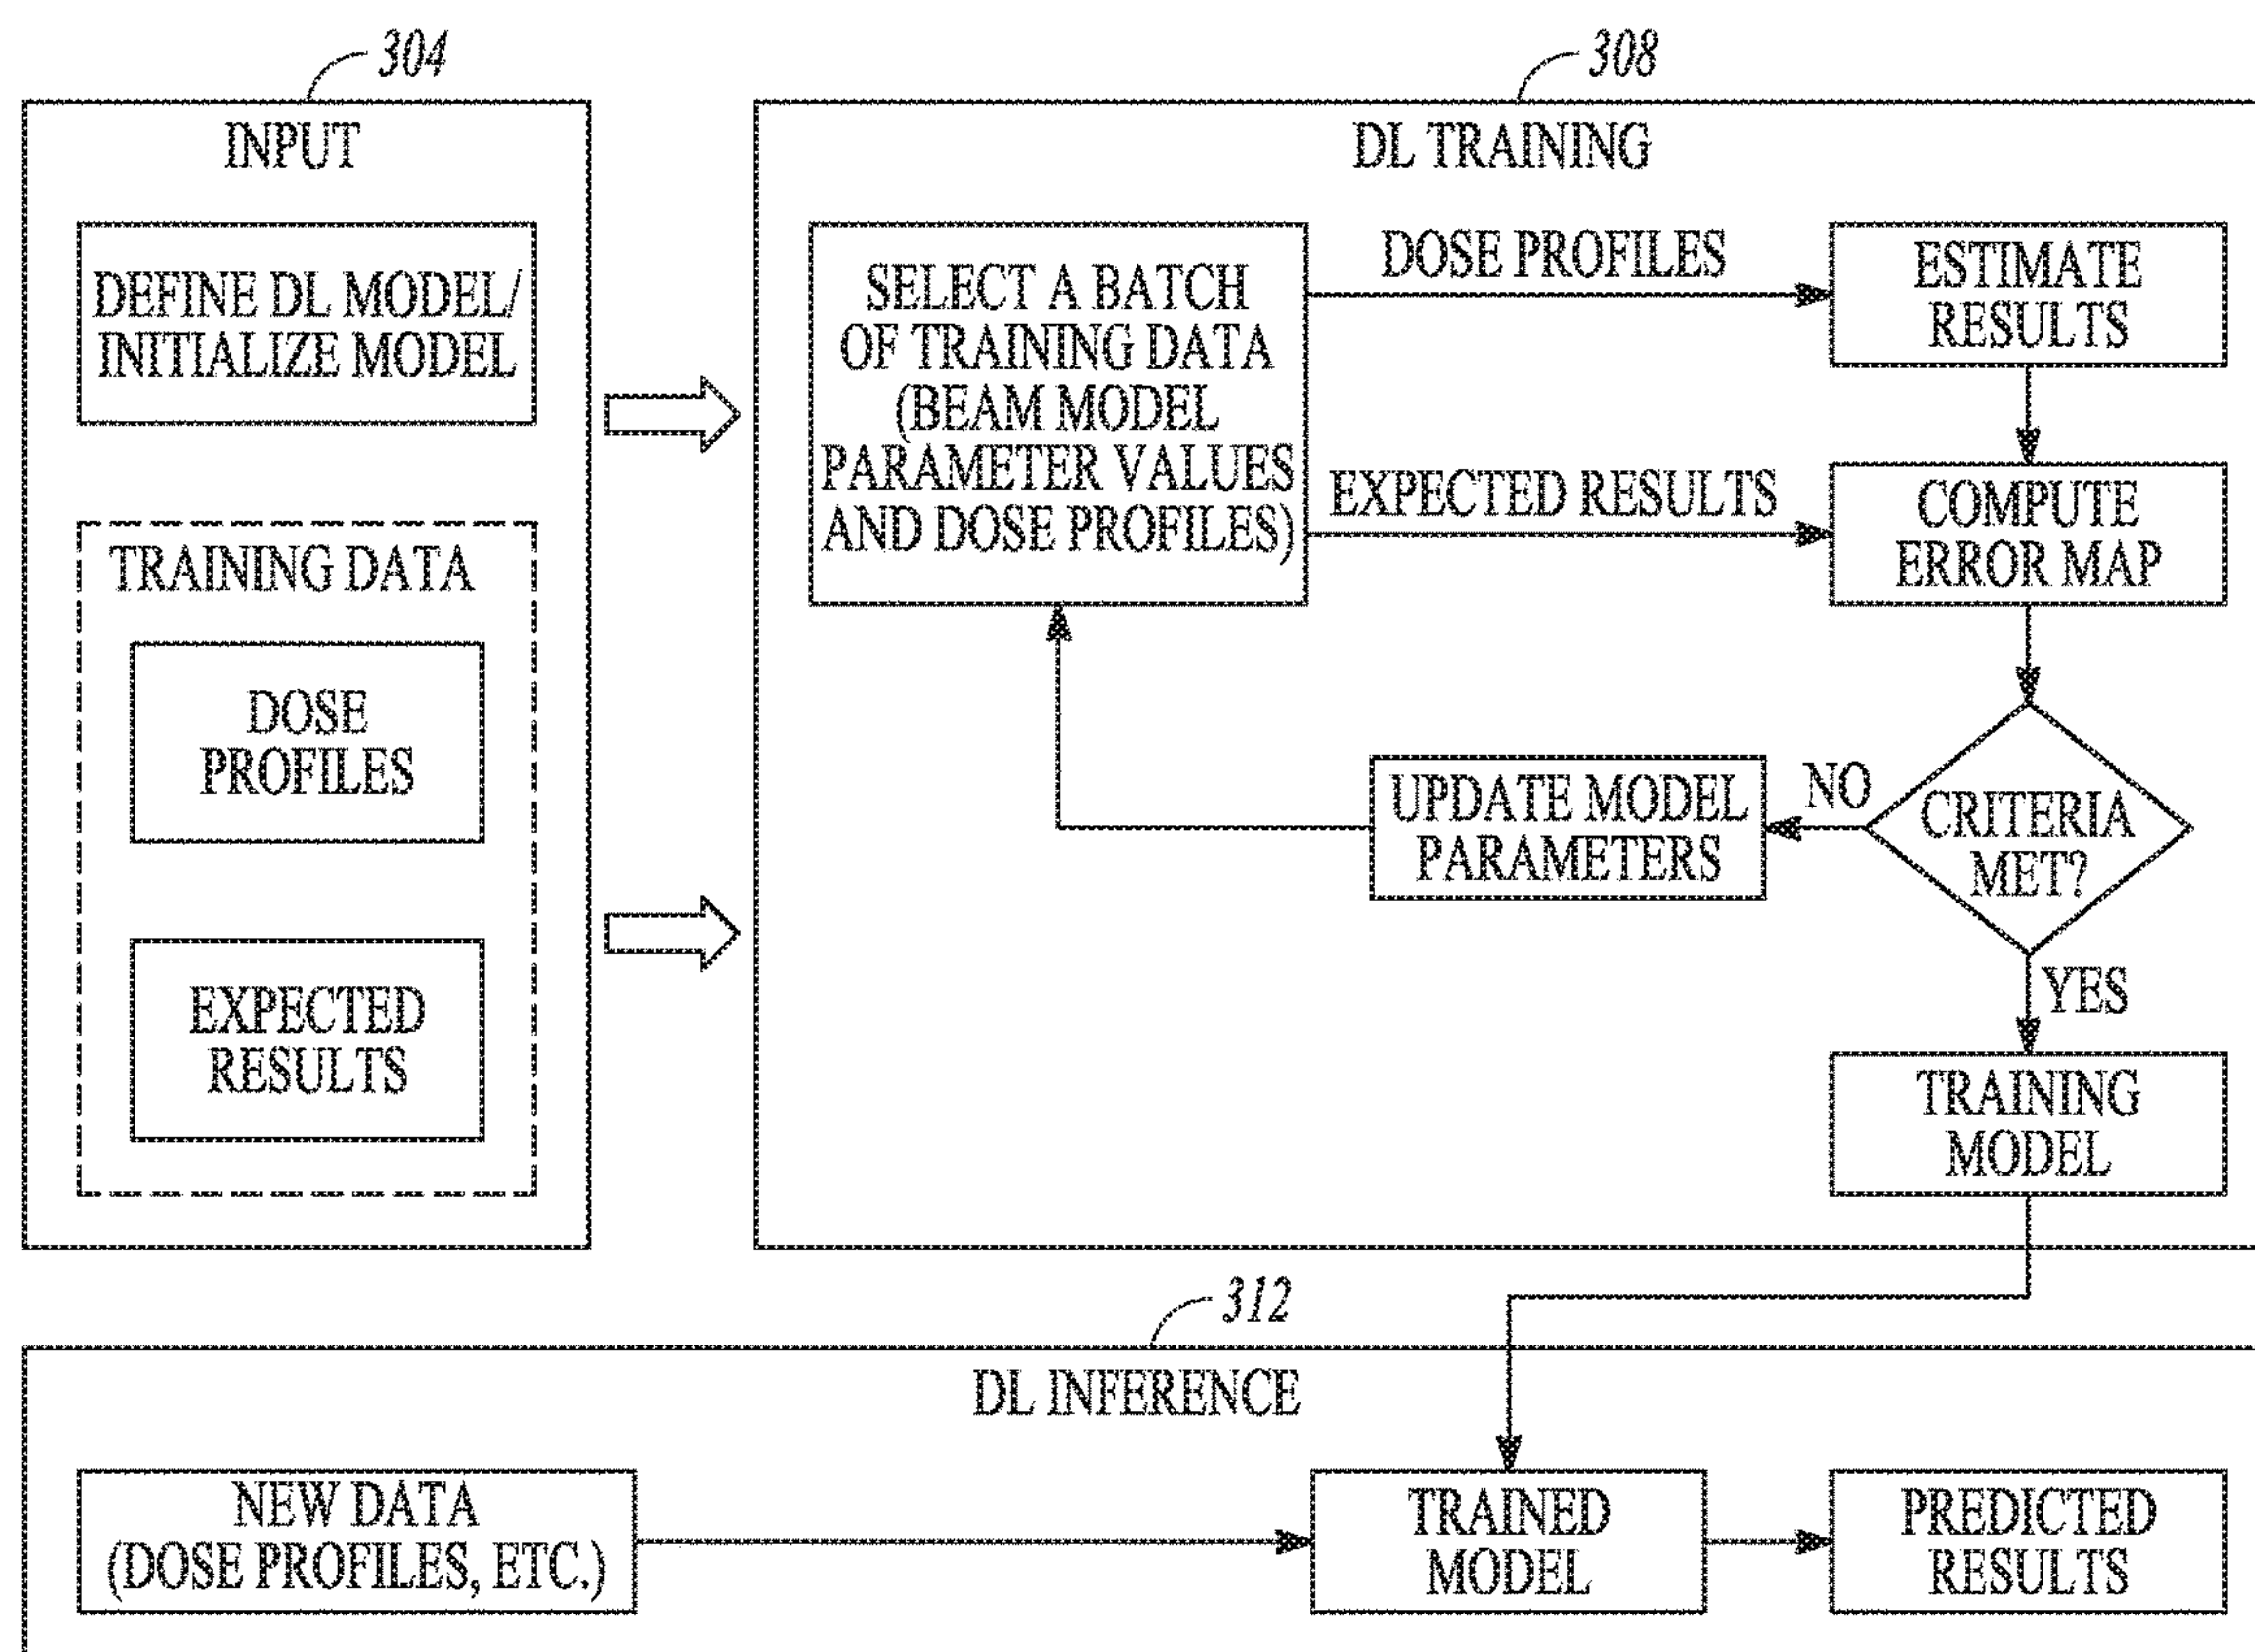 304
INPUT
DEFINE DL MODEL/
INITIALIZE MODEL
TRAINING DATA
DOSE
PROFILES
EXPECTED
RESULTS
308
DL TRAINING
SELECT A BATCH
OF TRAINING DATA
(BEAM MODEL
PARAMETER VALUES
AND DOSE PROFILES)
DOSE PROFILES
EXPECTED RESULTS
ESTIMATE
RESULTS
COMPUTE
ERROR MAP
CRITERIA
MET?
NO
UPDATE MODEL
PARAMETERS
YES
TRAINING
MODEL
312
DL INFERENCE
NEW DATA
(DOSE PROFILES, ETC.)
TRAINED
MODEL
PREDICTED
RESULTS